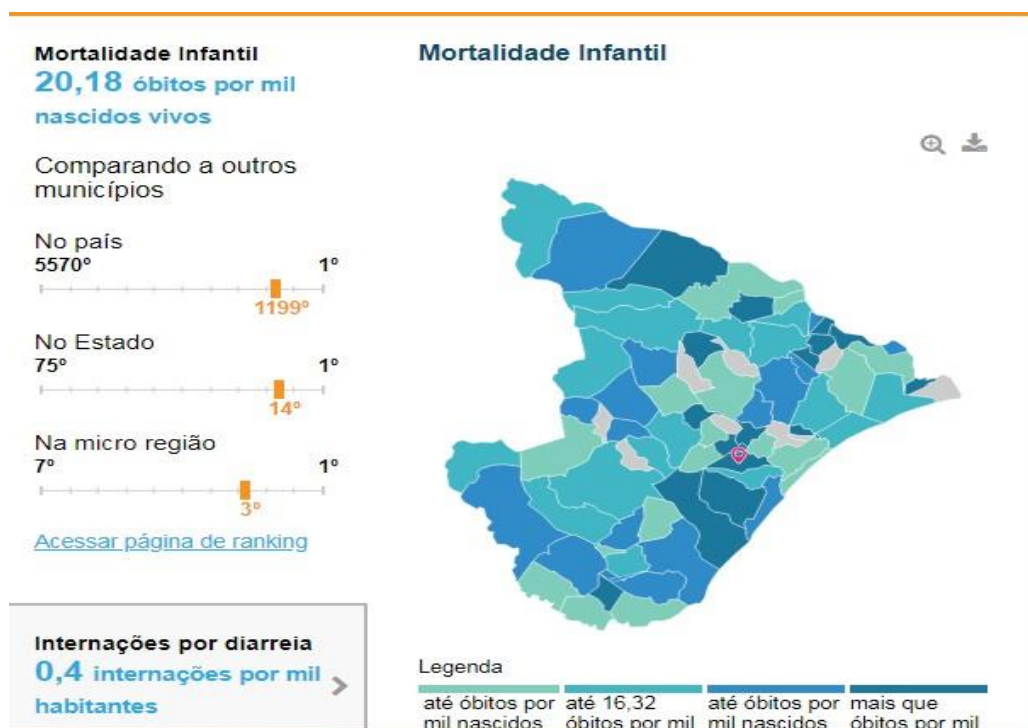 Mortalidade Infantil
20,18 óbitos por mil
nascidos vivos
Comparando a outros
municípios
No país
5570º 1º
1199º
No Estado
75º 1º
14º
Na micro região
7º 1º
3º
Acessar página de ranking
Internações por diarreia
0,4 internações por mil
habitantes
Mortalidade Infantil
Legenda
até óbitos por
mil nascidos
até 16,32
óbitos por mil
até óbitos por
mil nascidos
mais que
óbitos por mil